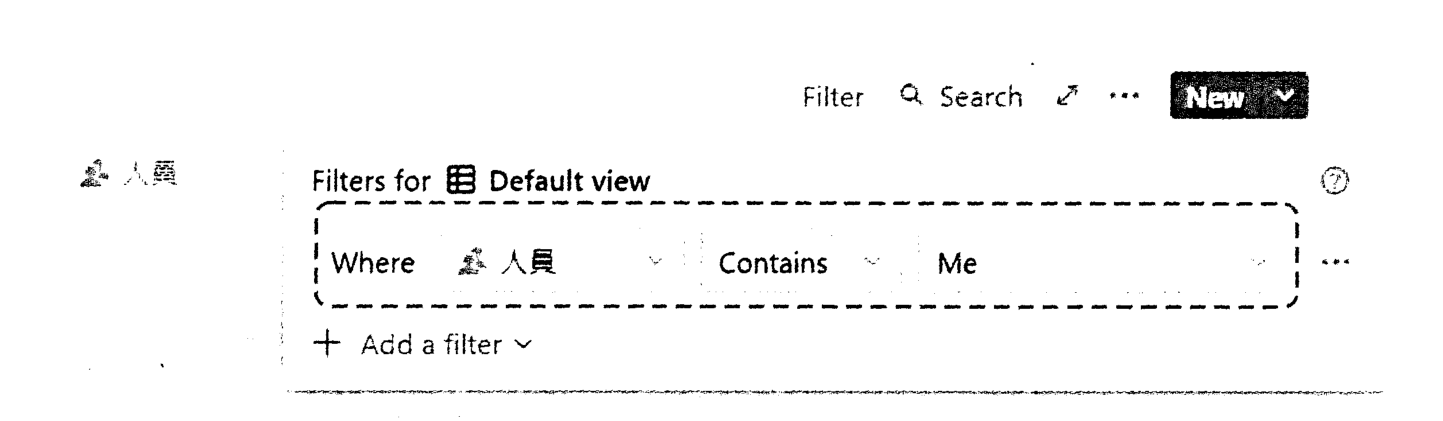 Filter Search New
人員
Filters for Default view
Where 人員 Contains Me
Add a filter